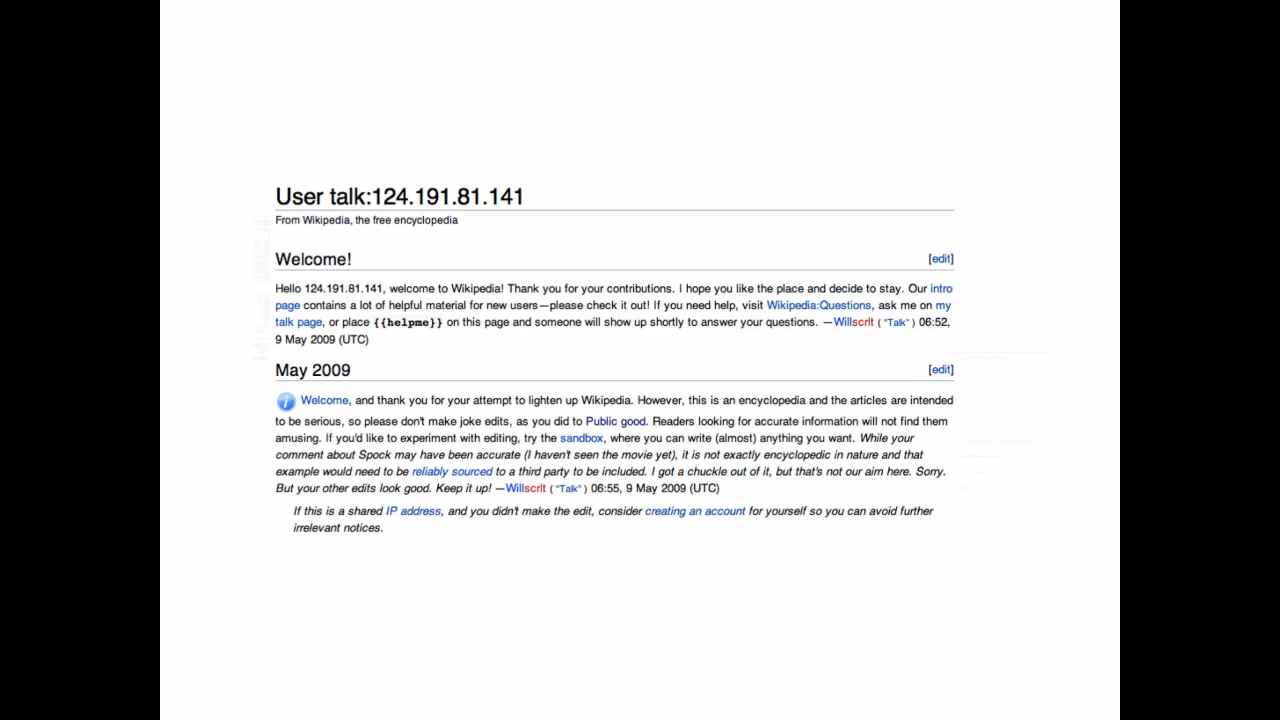 User talk:124.191.81.141
From Wikipedia, the free encyclopedia
Welcome! [edit]
Hello 124.191.81.141, welcome to Wikipedia! Thank you for your contributions. I hope you like the place and decide to stay. Our intro
page contains a lot of helpful material for new users—please check it out! If you need help, visit Wikipedia:Questions, ask me on my
talk page, or place {{helpme}} on this page and someone will show up shortly to answer your questions. —Willscrlt ( "Talk" ) 06:52,
9 May 2009 (UTC)
May 2009 [edit]
Welcome, and thank you for your attempt to lighten up Wikipedia. However, this is an encyclopedia and the articles are intended
to be serious, so please don't make joke edits, as you did to Public good. Readers looking for accurate information will not find them
amusing. If you'd like to experiment with editing, try the sandbox, where you can write (almost) anything you want. While your
comment about Spock may have been accurate (I haven't seen the movie yet), it is not exactly encyclopedic in nature and that
example would need to be reliably sourced to a third party to be included. I got a chuckle out of it, but that's not our aim here. Sorry.
But your other edits look good. Keep it up! —Willscrlt ( "Talk" ) 06:55, 9 May 2009 (UTC)
If this is a shared IP address, and you didn't make the edit, consider creating an account for yourself so you can avoid further
irrelevant notices.